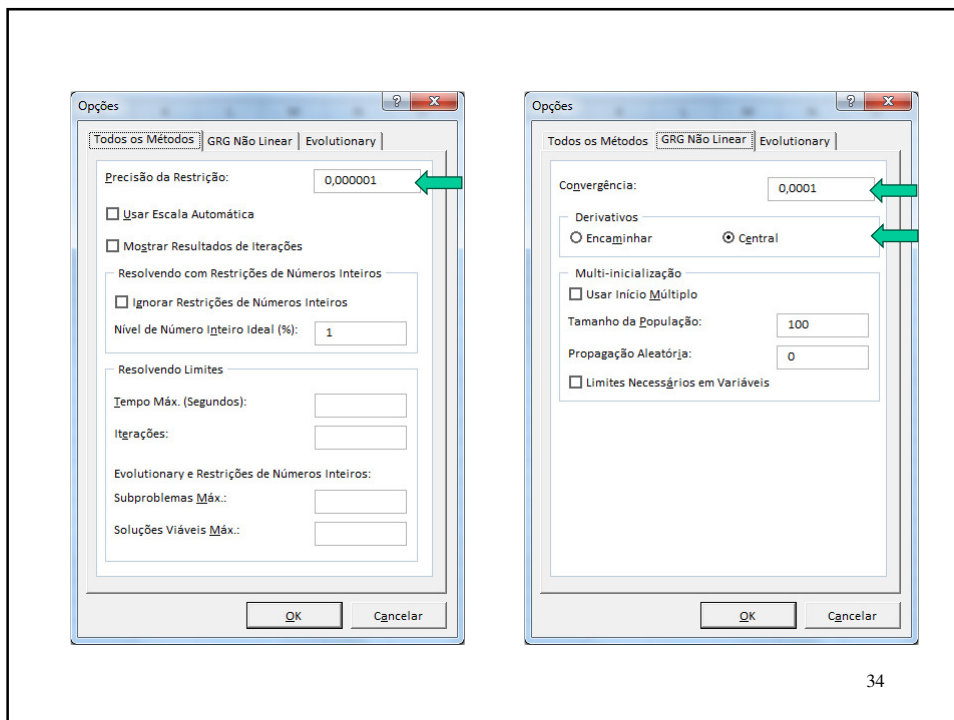 Opções
Todos os Métodos GRG Não Linear Evolutionary
Precisão da Restrição: 0,000001
Usar Escala Automática
Mostrar Resultados de Iterações
Resolvendo com Restrições de Números Inteiros
Ignorar Restrições de Números Inteiros
Nível de Número Inteiro Ideal (%): 1
Resolvendo Limites
Tempo Máx. (Segundos):
Iterações:
Evolutionary e Restrições de Números Inteiros:
Subproblemas Máx.:
Soluções Viáveis Máx.:
OK Cancelar
Opções
Todos os Métodos GRG Não Linear Evolutionary
Convergência: 0,0001
Derivativos
Encaminhar Central
Multi-inicialização
Usar Início Múltiplo
Tamanho da População: 100
Propagação Aleatória: 0
Limites Necessários em Variáveis
OK Cancelar
34